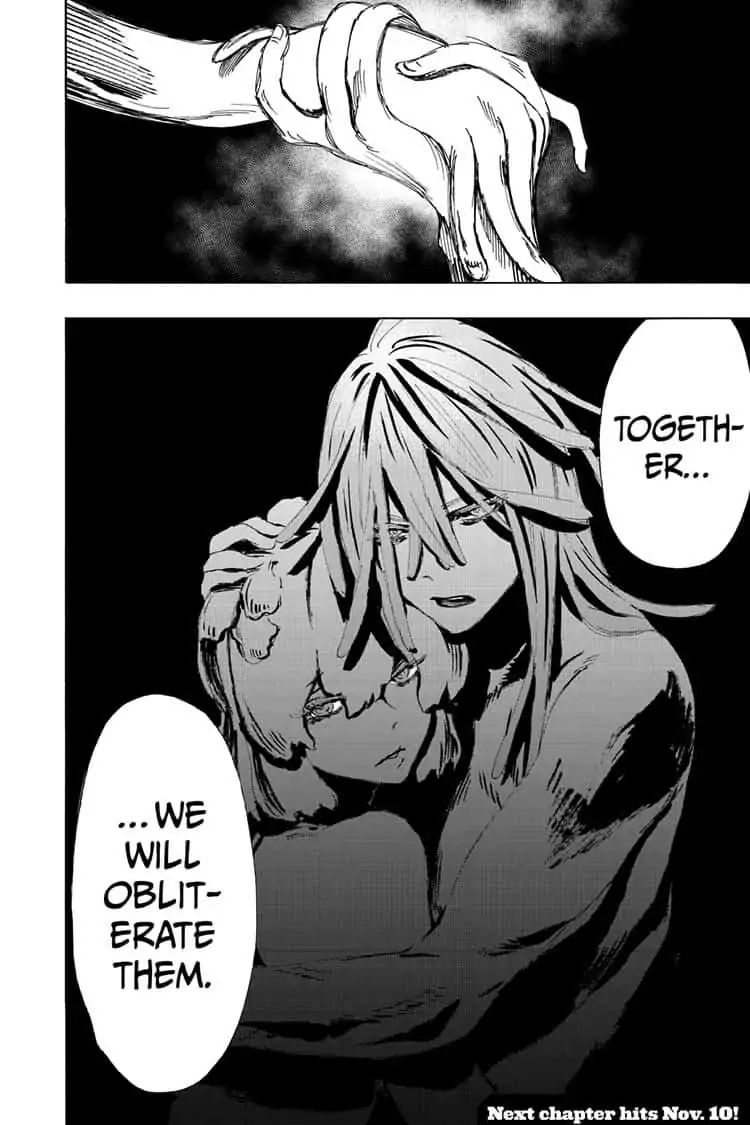 TOGETH-
ER...
...WE
WILL
OBLIT-
ERATE
THEM.
Next chapter hits Nov. 10!